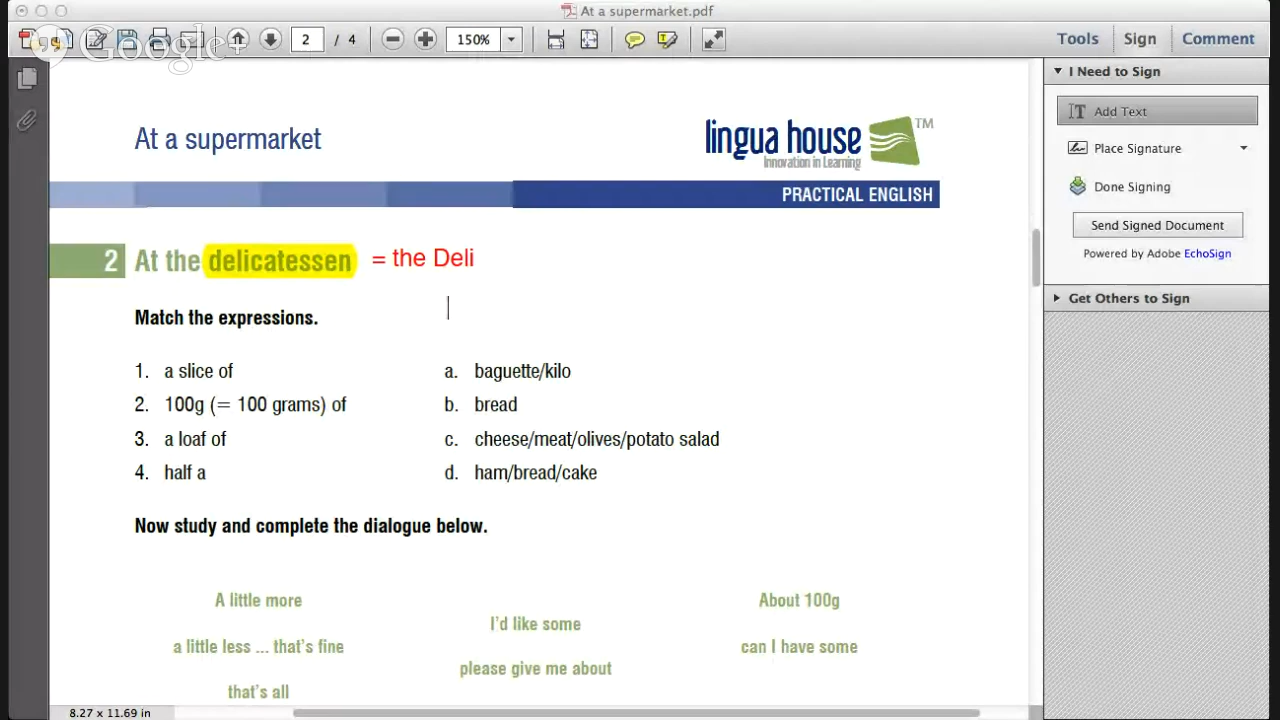 At a supermarket.pdf
Google+
2 / 4
150%
Tools
Sign
Comment
I Need to Sign
Add Text
Place Signature
Done Signing
Send Signed Document
Powered by Adobe EchoSign
Get Others to Sign
At a supermarket
lingua house TM
Innovation in Learning
PRACTICAL ENGLISH
2 At the delicatessen = the Deli
Match the expressions.
1. a slice of
a. baguette/kilo
2. 100g (= 100 grams) of
b. bread
3. a loaf of
c. cheese/meat/olives/potato salad
4. half a
d. ham/bread/cake
Now study and complete the dialogue below.
A little more
About 100g
I'd like some
a little less ... that's fine
can I have some
please give me about
that's all
8.27 x 11.69 in